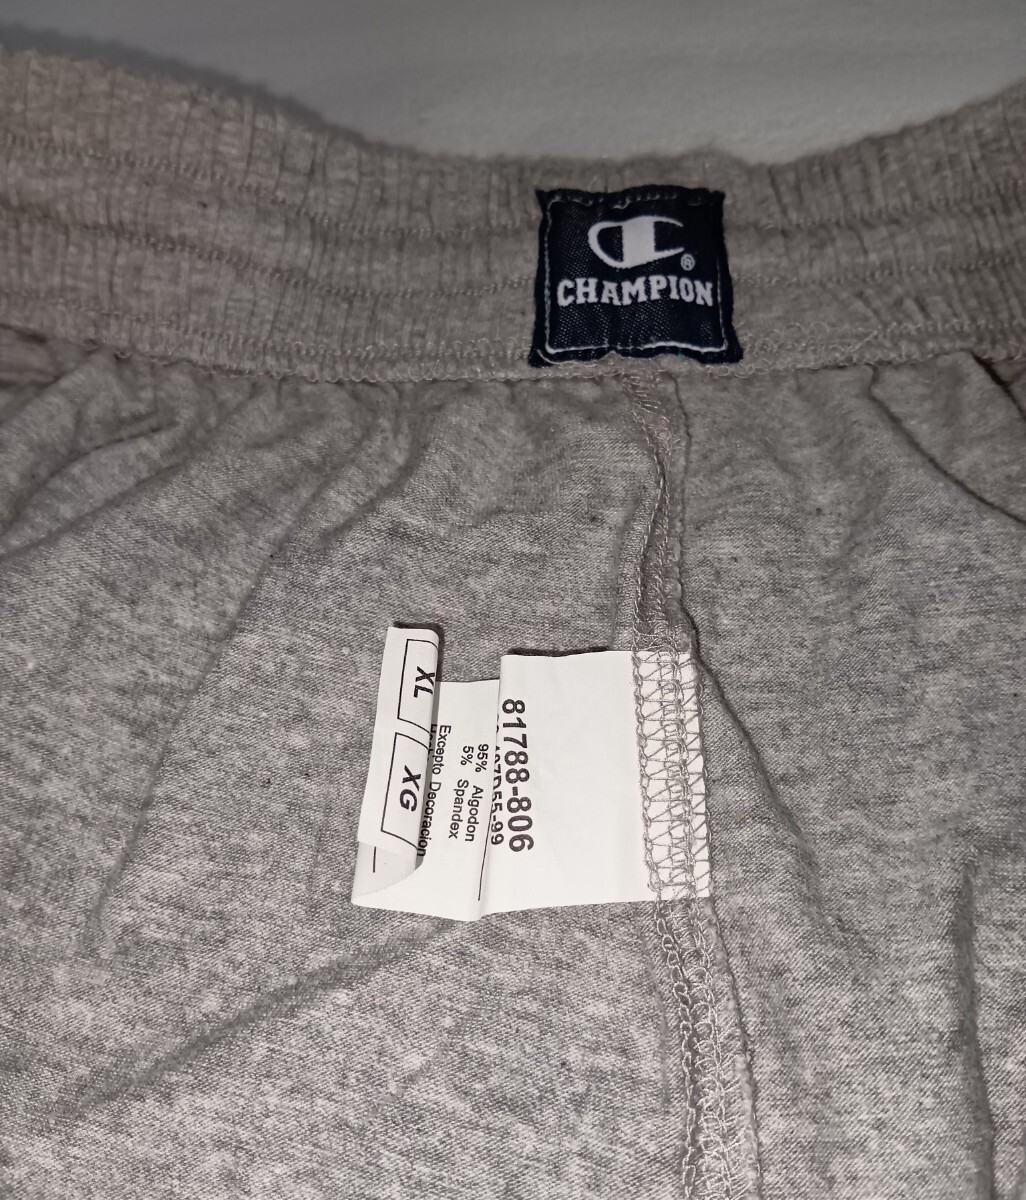 ®
CHAMPION
81788-806
95% Algodon
5% Spandex
Excepto Decoracion
XL
XG